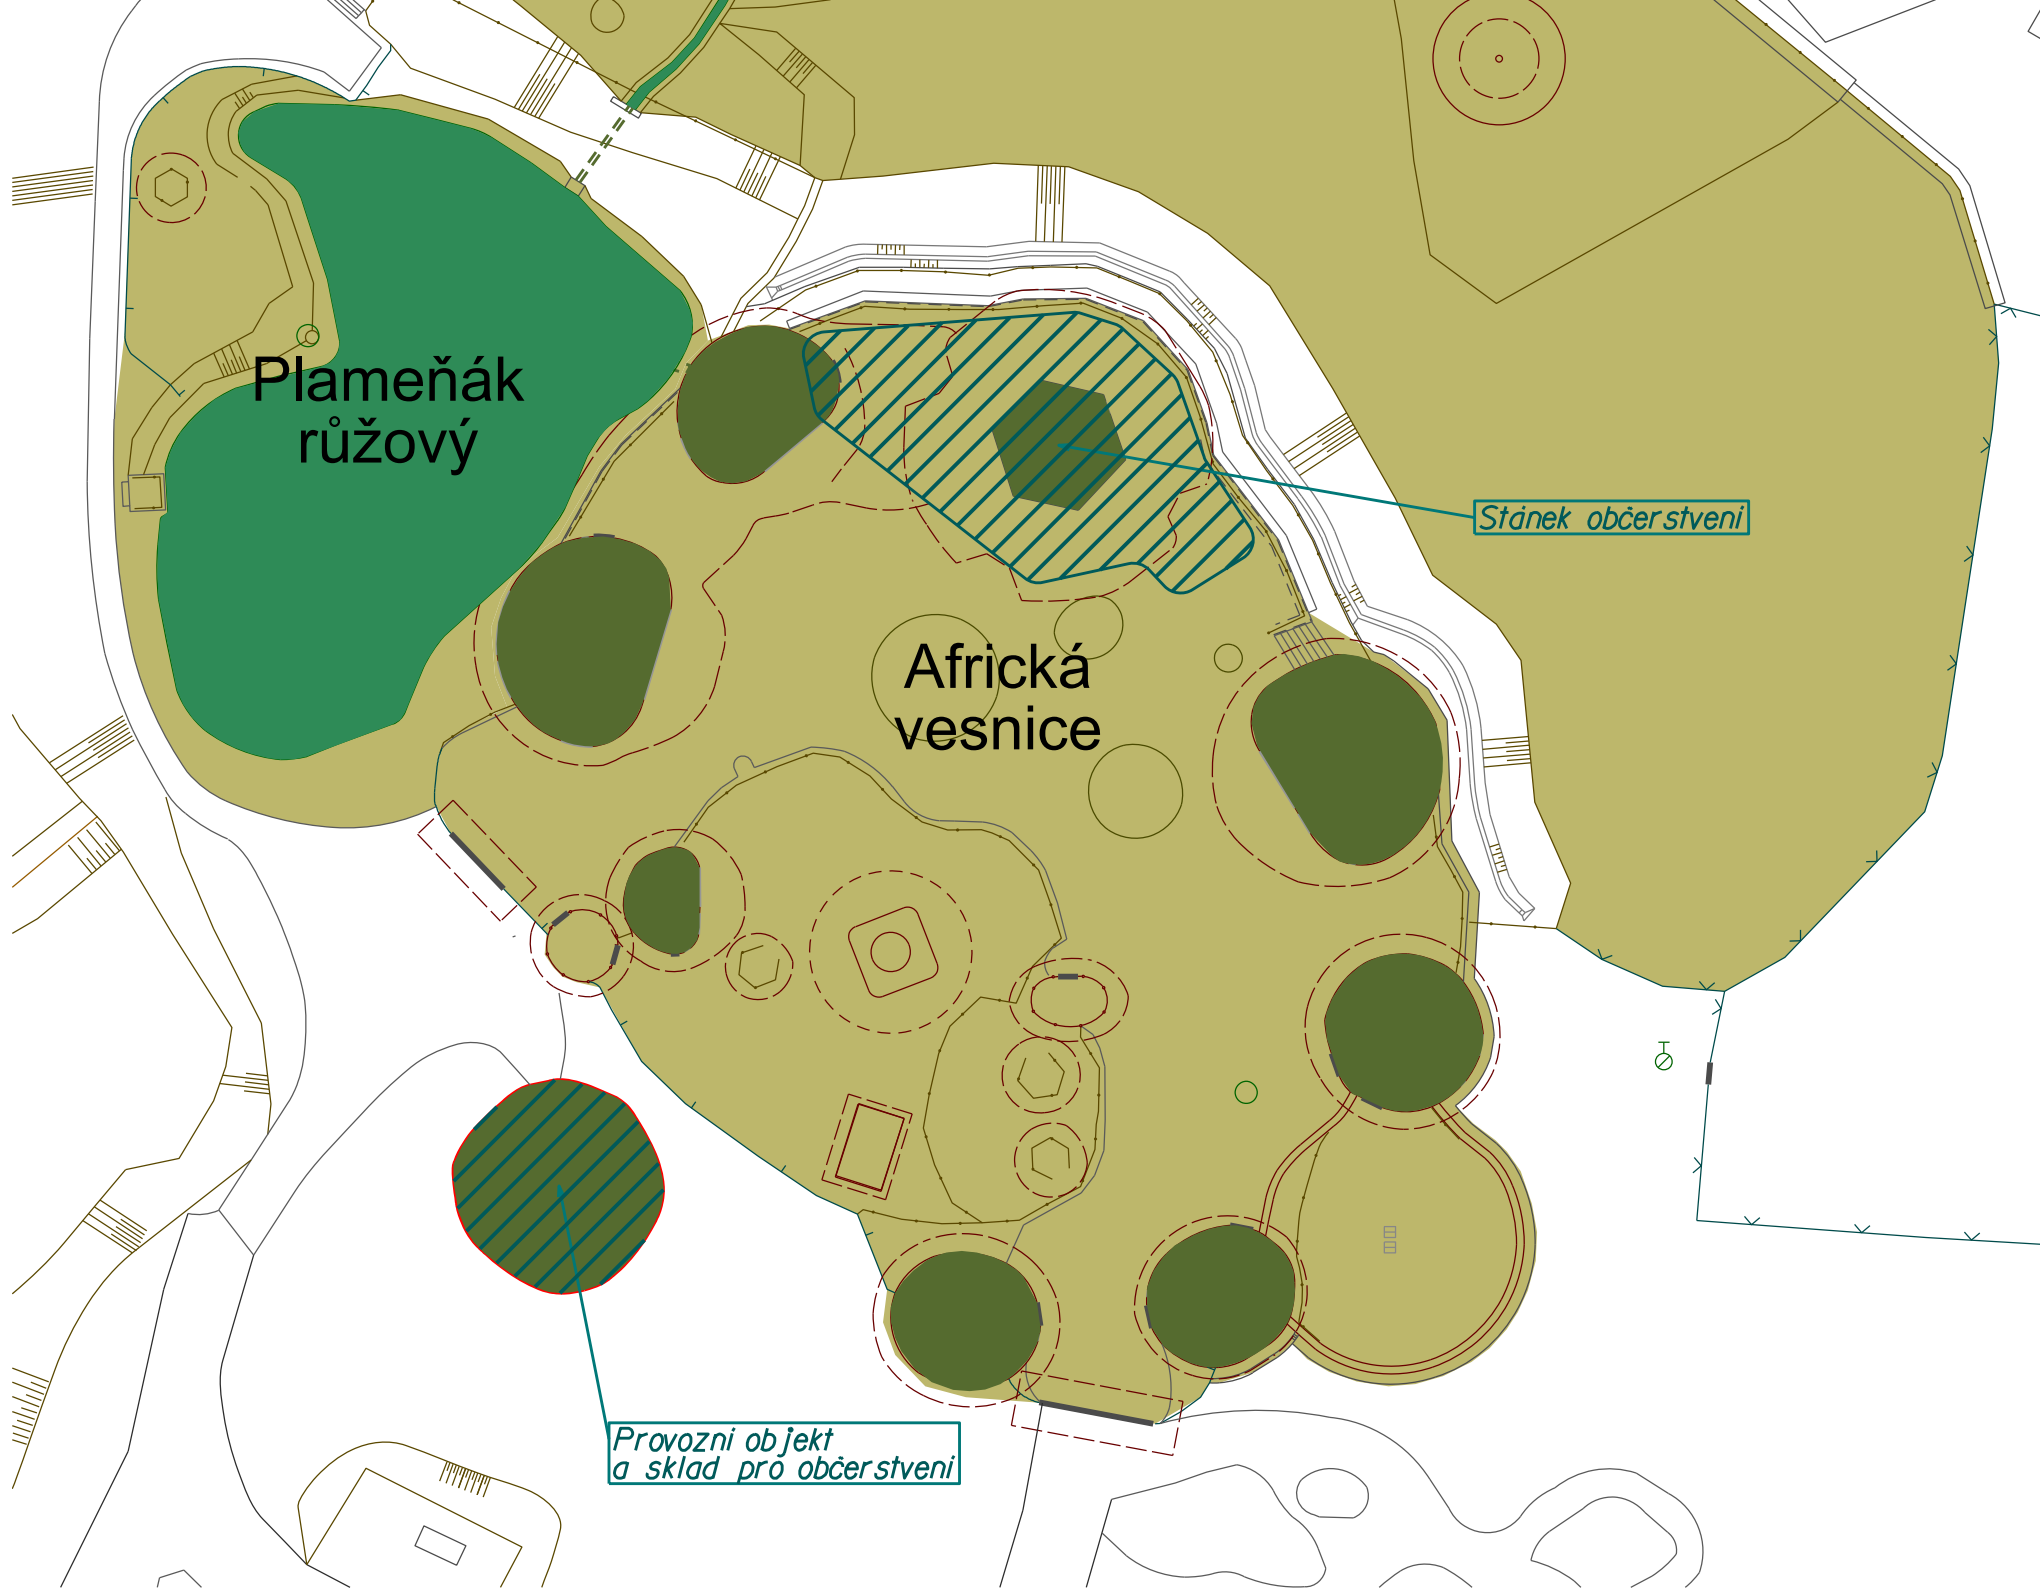 Plameňák
růžový
Stánek občerstvení
Africká
vesnice
Provozní objekt
a sklad pro občerstvení